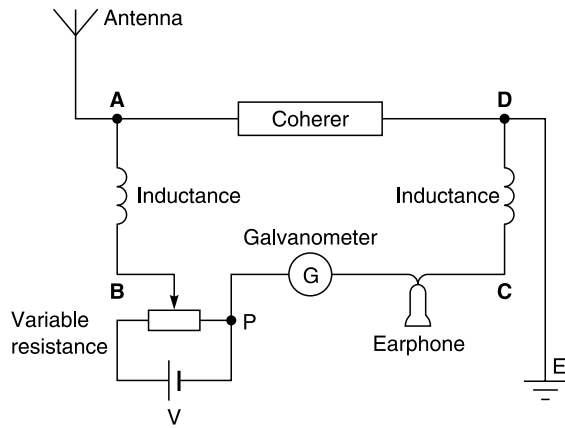 Antenna
A
D
Coherer
Inductance
Inductance
Galvanometer
G
B
C
Variable
resistance
P
Earphone
E
V